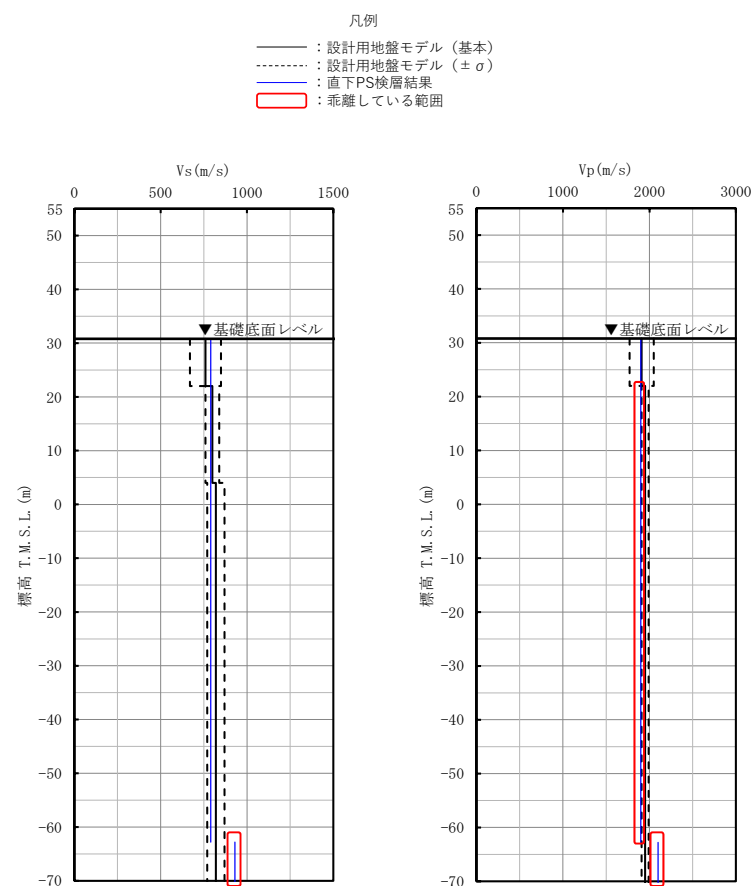 凡例
：設計用地盤モデル（基本）
：設計用地盤モデル（±σ）
：直下PS検層結果
：乖離している範囲
Vs(m/s)
0 500 1000 1500
55
50
40
▼基礎底面レベル
30
20
10
0
-10
-20
-30
-40
-50
-60
-70
標高 T.M.S.L.(m)
Vp(m/s)
0 1000 2000 3000
55
50
40
▼基礎底面レベル
30
20
10
0
-10
-20
-30
-40
-50
-60
-70
標高 T.M.S.L.(m)